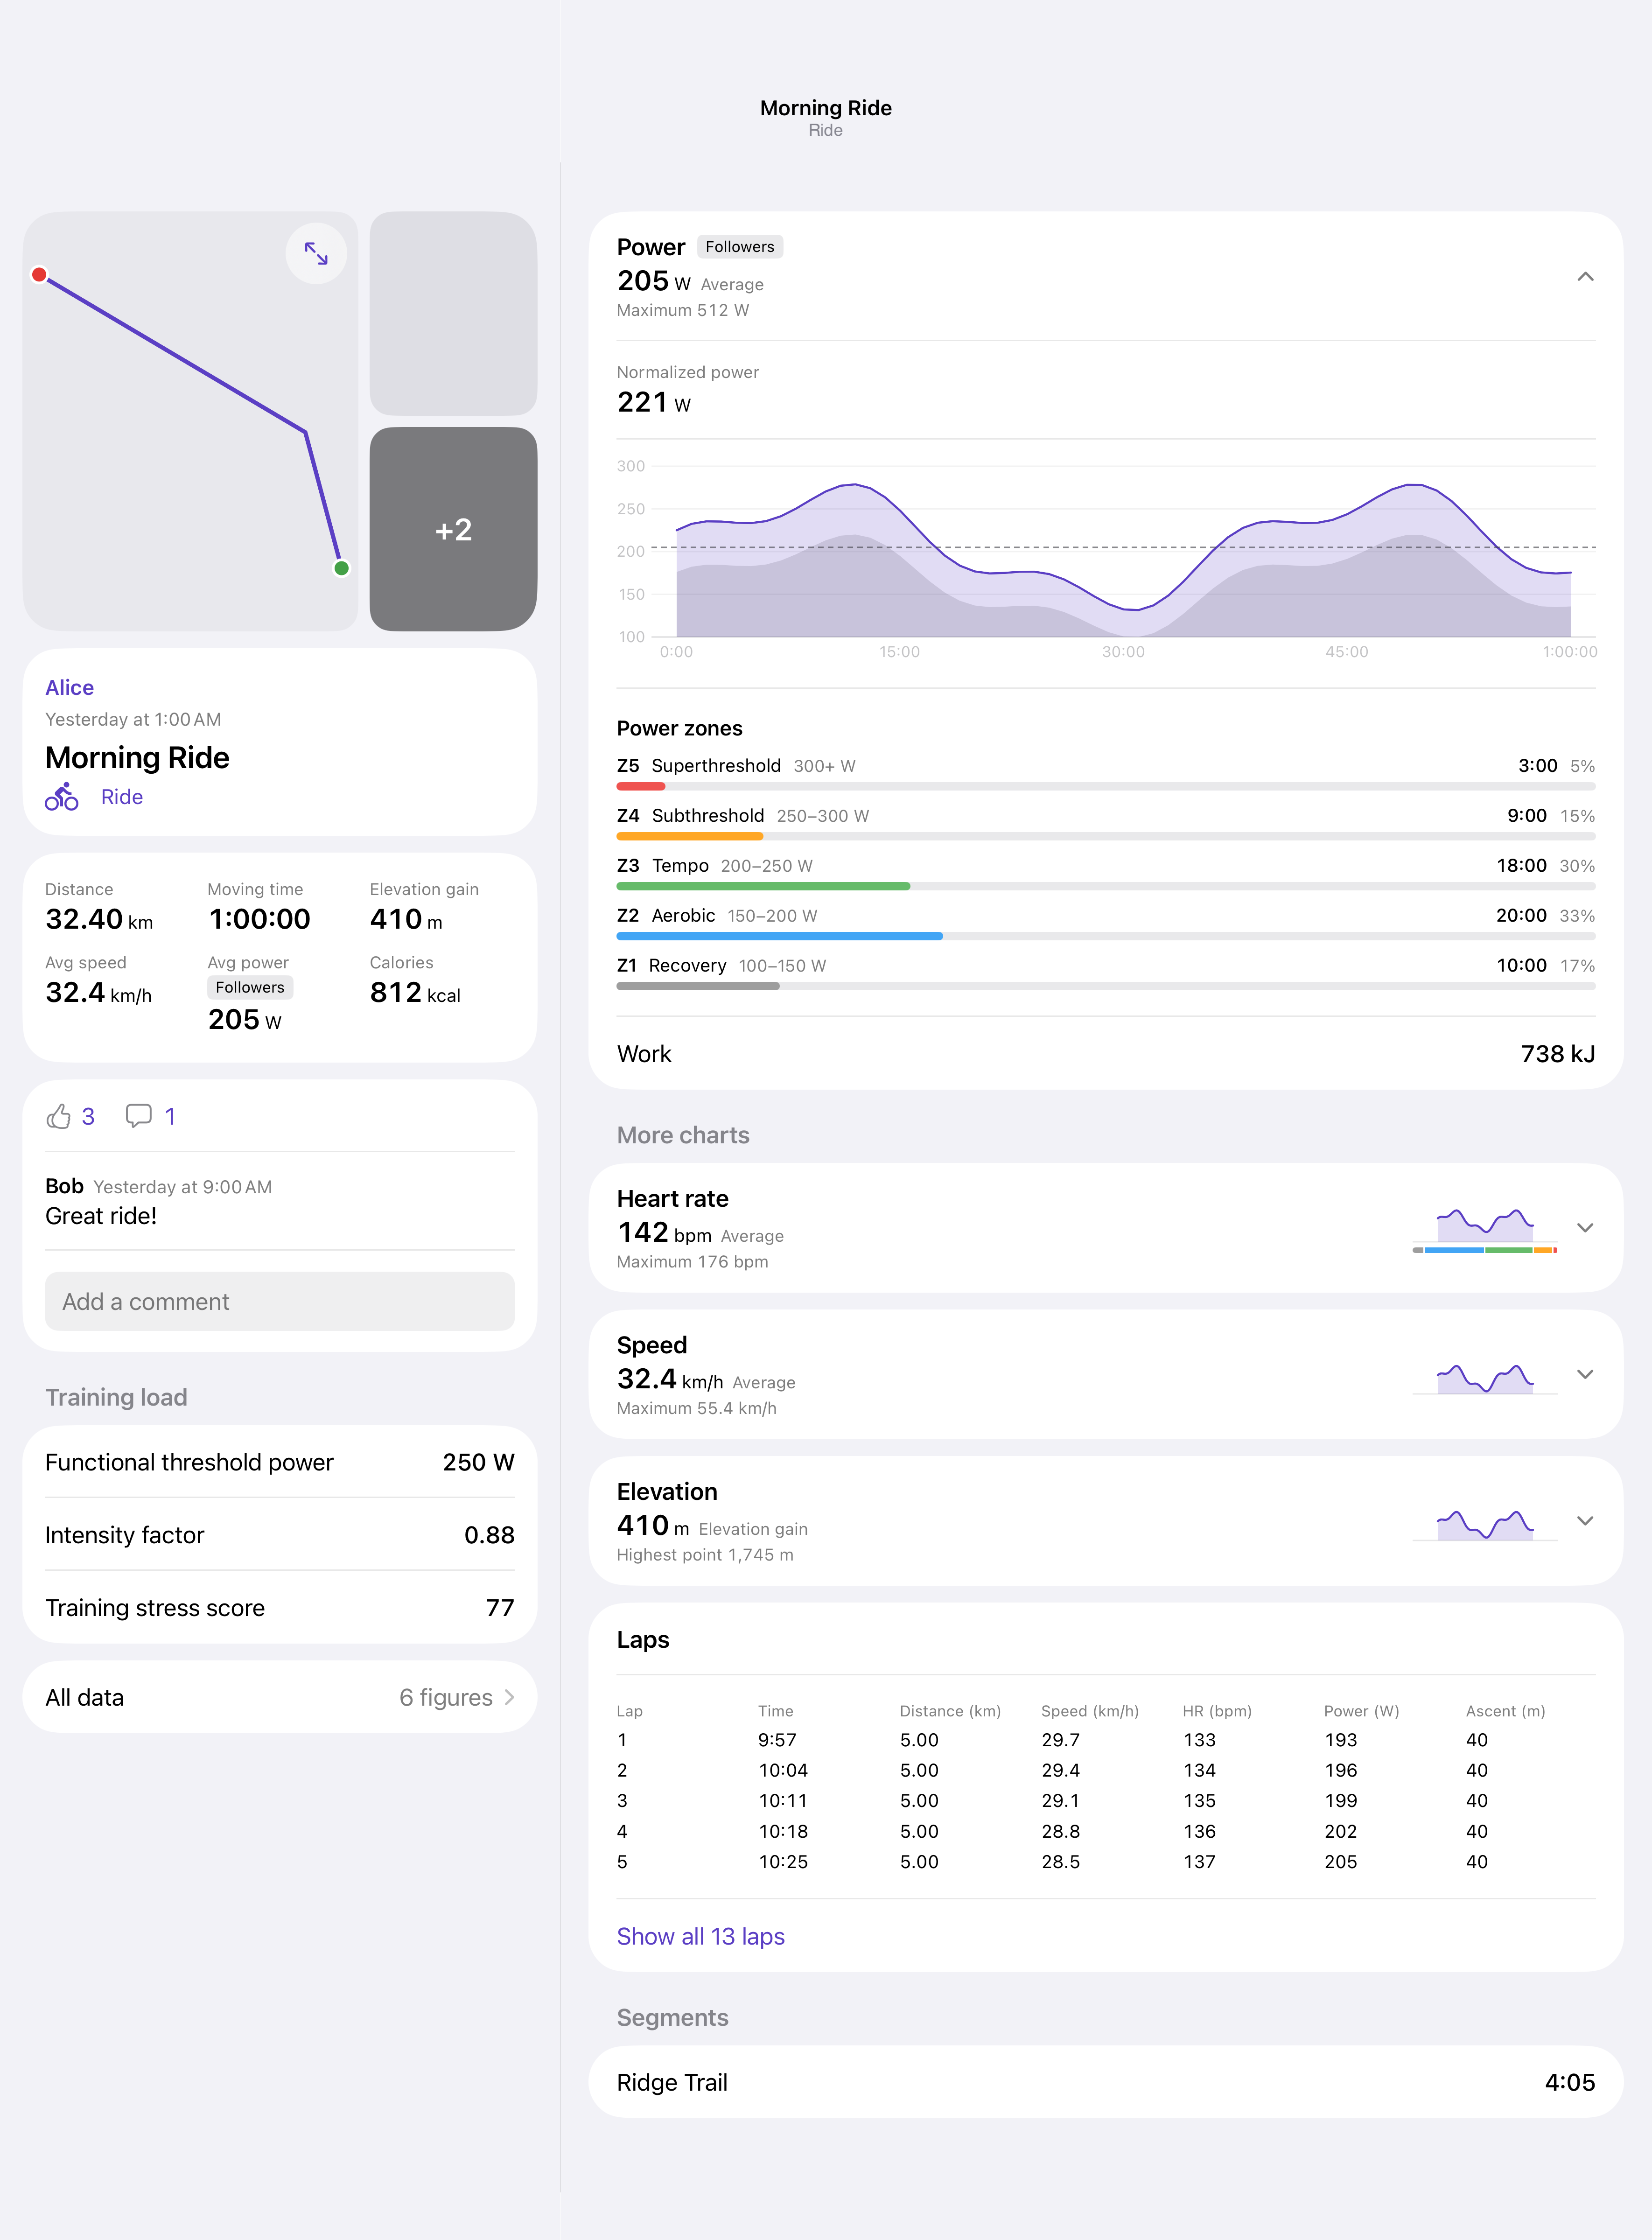 Morning Ride
Ride
+2
Alice
Yesterday at 1:00 AM
Morning Ride
Ride
Distance
32.40 km
Moving time
1:00:00
Elevation gain
410 m
Avg speed
32.4 km/h
Avg power
Followers
205 W
Calories
812 kcal
3
1
Bob Yesterday at 9:00 AM
Great ride!
Add a comment
Training load
Functional threshold power 250 W
Intensity factor 0.88
Training stress score 77
All data 6 figures
Power Followers
205 W Average
Maximum 512 W
Normalized power
221 W
300
250
200
150
100
0:00 15:00 30:00 45:00 1:00:00
Power zones
Z5 Superthreshold 300+ W 3:00 5%
Z4 Subthreshold 250–300 W 9:00 15%
Z3 Tempo 200–250 W 18:00 30%
Z2 Aerobic 150–200 W 20:00 33%
Z1 Recovery 100–150 W 10:00 17%
Work 738 kJ
More charts
Heart rate
142 bpm Average
Maximum 176 bpm
Speed
32.4 km/h Average
Maximum 55.4 km/h
Elevation
410 m Elevation gain
Highest point 1,745 m
Laps
Lap Time Distance (km) Speed (km/h) HR (bpm) Power (W) Ascent (m)
1 9:57 5.00 29.7 133 193 40
2 10:04 5.00 29.4 134 196 40
3 10:11 5.00 29.1 135 199 40
4 10:18 5.00 28.8 136 202 40
5 10:25 5.00 28.5 137 205 40
Show all 13 laps
Segments
Ridge Trail 4:05